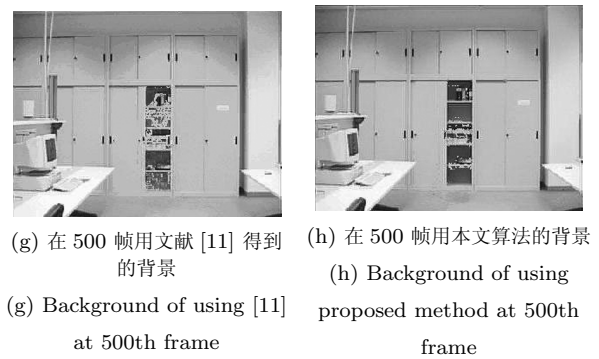 (g) 在 500 帧用文献 [11] 得到
的背景
(g) Background of using [11]
at 500th frame
(h) 在 500 帧用本文算法的背景
(h) Background of using
proposed method at 500th
frame